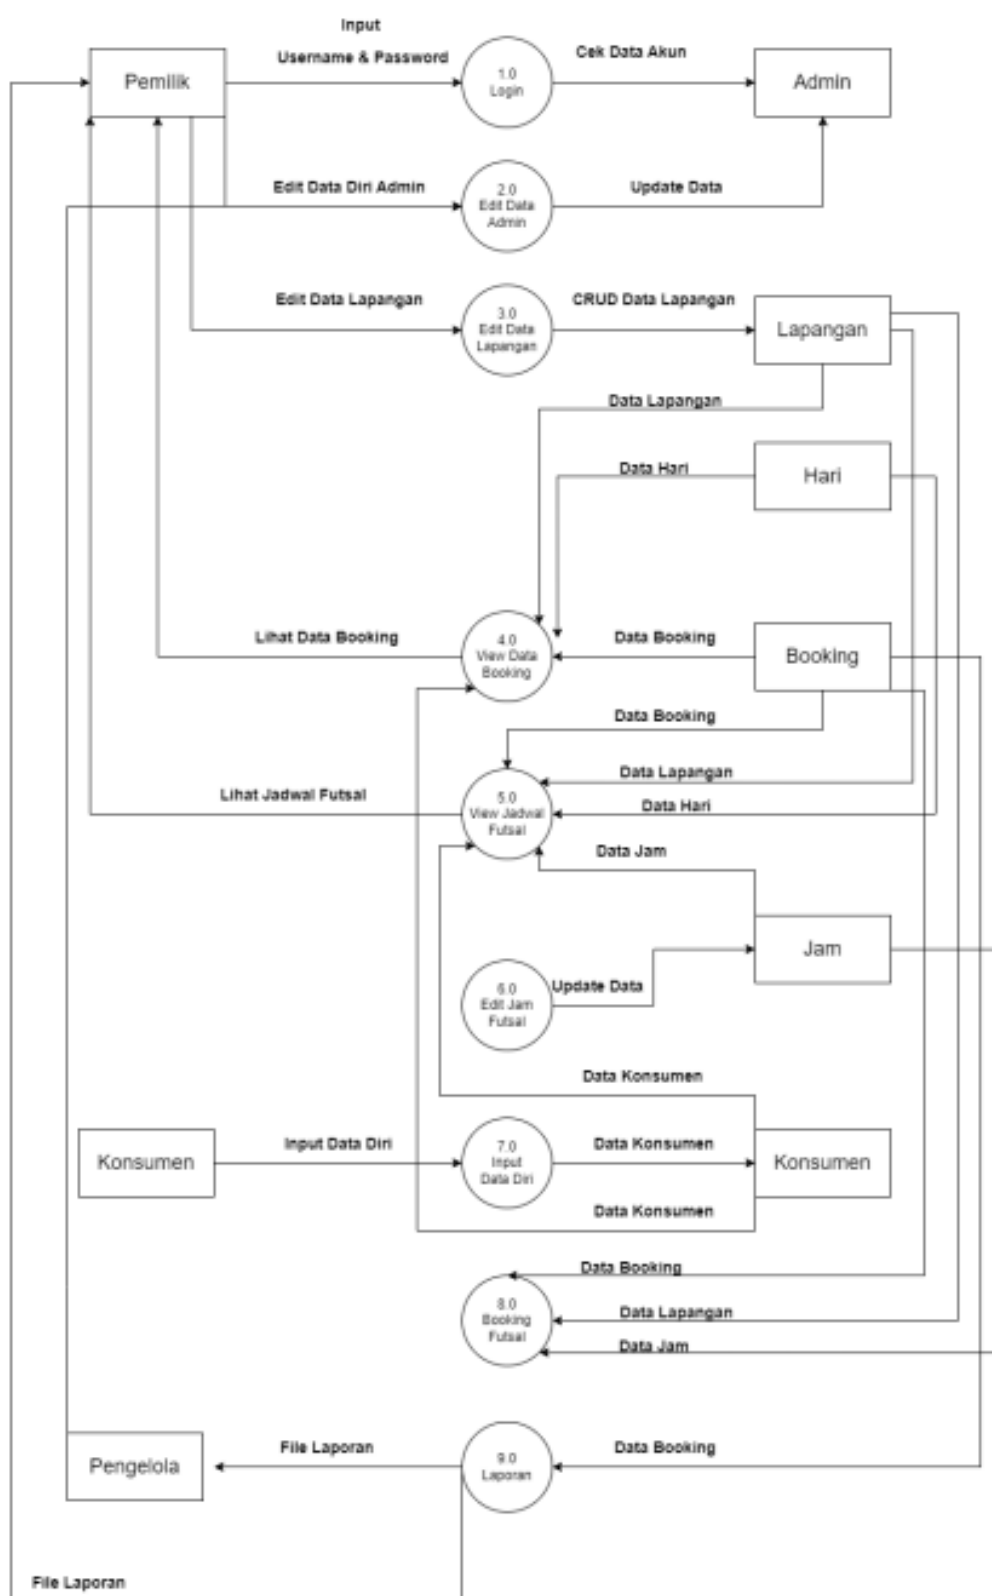 Input
Username & Password
Cek Data Akun
Pemilik
1.0
Login
Admin
Edit Data Diri Admin
2.0
Edit Data
Admin
Update Data
Edit Data Lapangan
3.0
Edit Data
Lapangan
CRUD Data Lapangan
Lapangan
Data Lapangan
Data Hari
Hari
Lihat Data Booking
4.0
View Data
Booking
Data Booking
Booking
Data Booking
Data Lapangan
Lihat Jadwal Futsal
5.0
View Jadwal
Futsal
Data Hari
Data Jam
Jam
6.0
Edit Jam
Futsal
Update Data
Data Konsumen
Konsumen
Input Data Diri
7.0
Input
Data Diri
Data Konsumen
Konsumen
Data Konsumen
Data Booking
8.0
Booking
Futsal
Data Lapangan
Data Jam
Pengelola
File Laporan
9.0
Laporan
Data Booking
File Laporan